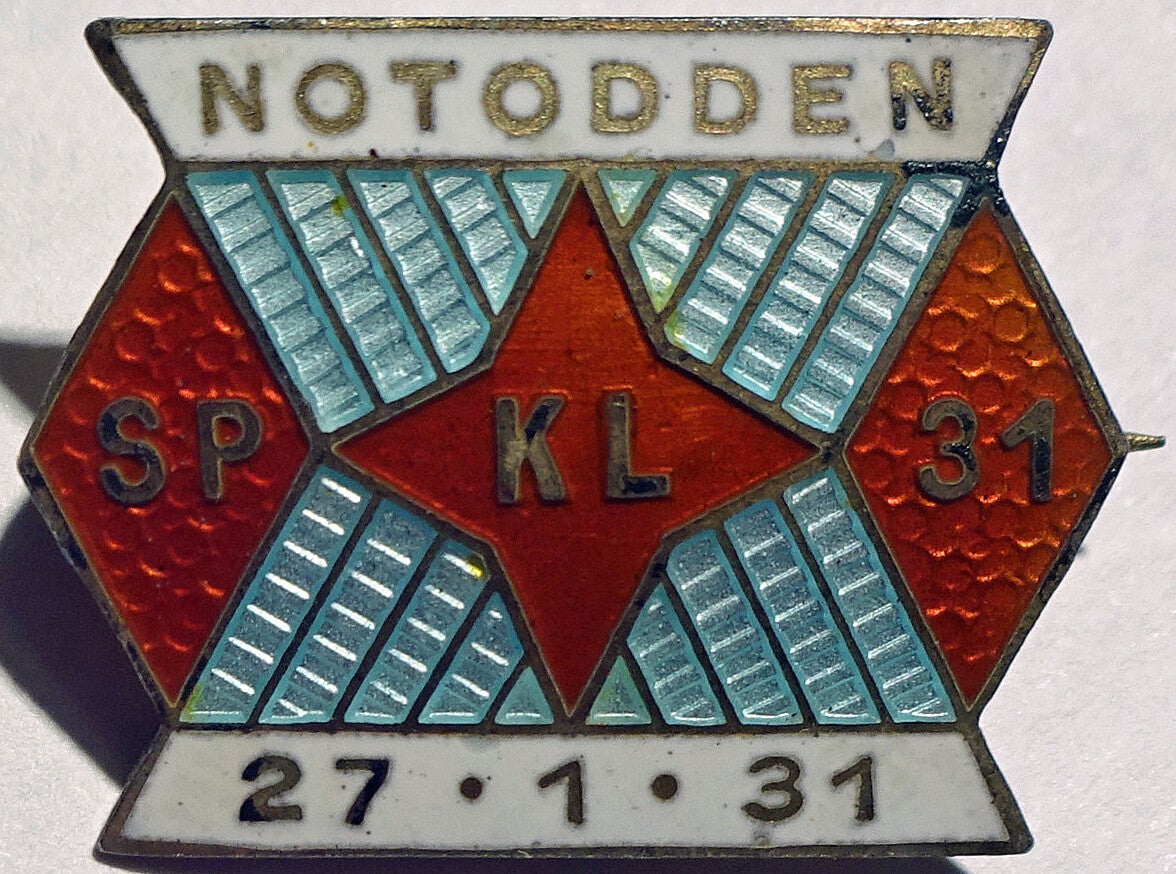 NOTODDEN
SP KL 31
27·1·31